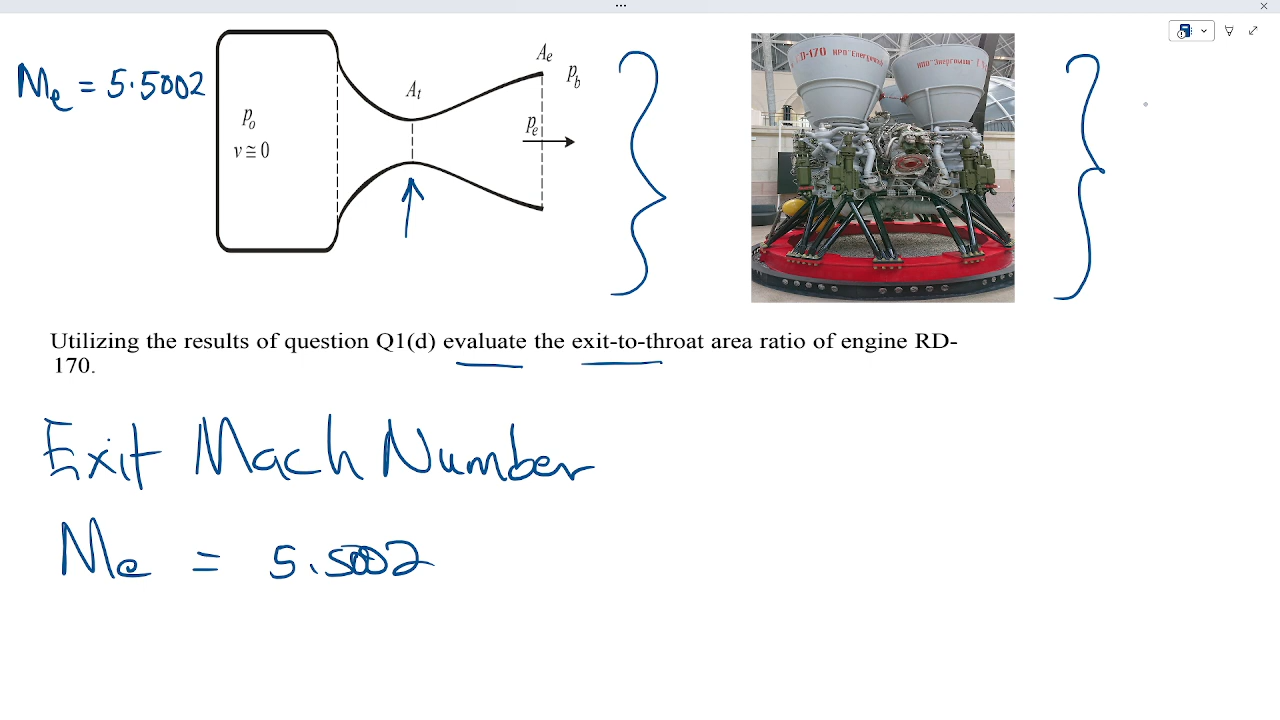 Mₑ = 5.5002
pₒ
v ≅ 0
Aₜ
Aₑ
p_b
pₑ
Utilizing the results of question Q1(d) evaluate the exit-to-throat area ratio of engine RD-
170.
Exit Mach Number
Mₑ = 5.5002